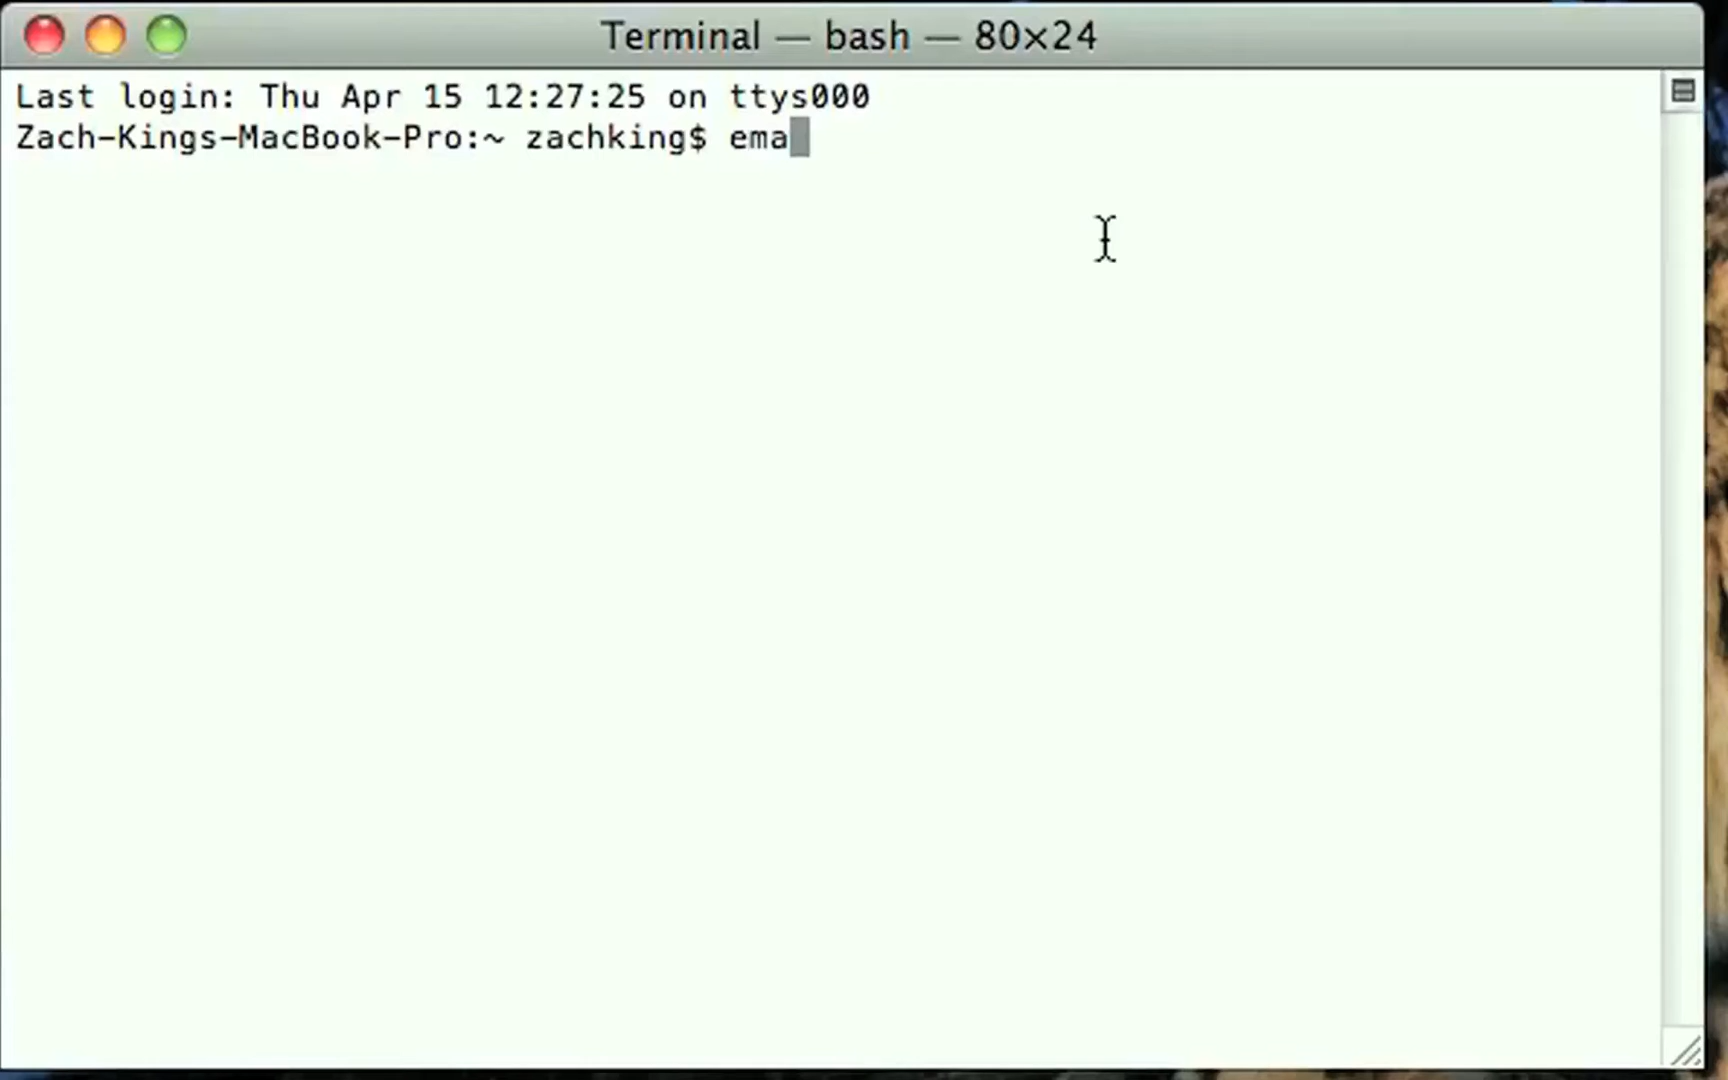 Terminal — bash — 80×24
Last login: Thu Apr 15 12:27:25 on ttys000
Zach-Kings-MacBook-Pro:~ zachking$ ema